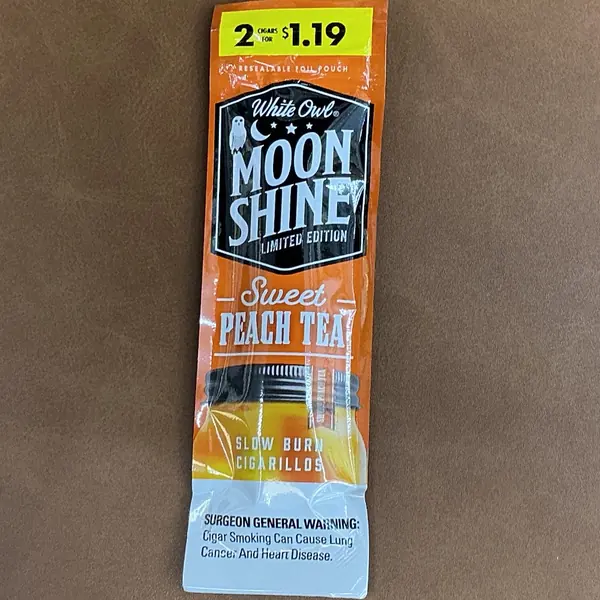 2 CIGARS FOR $1.19
RESEALABLE FOIL POUCH
White Owl®
MOON
SHINE
LIMITED EDITION
Sweet
PEACH TEA
SLOW BURN
CIGARILLOS
SURGEON GENERAL WARNING:
Cigar Smoking Can Cause Lung
Cancer And Heart Disease.